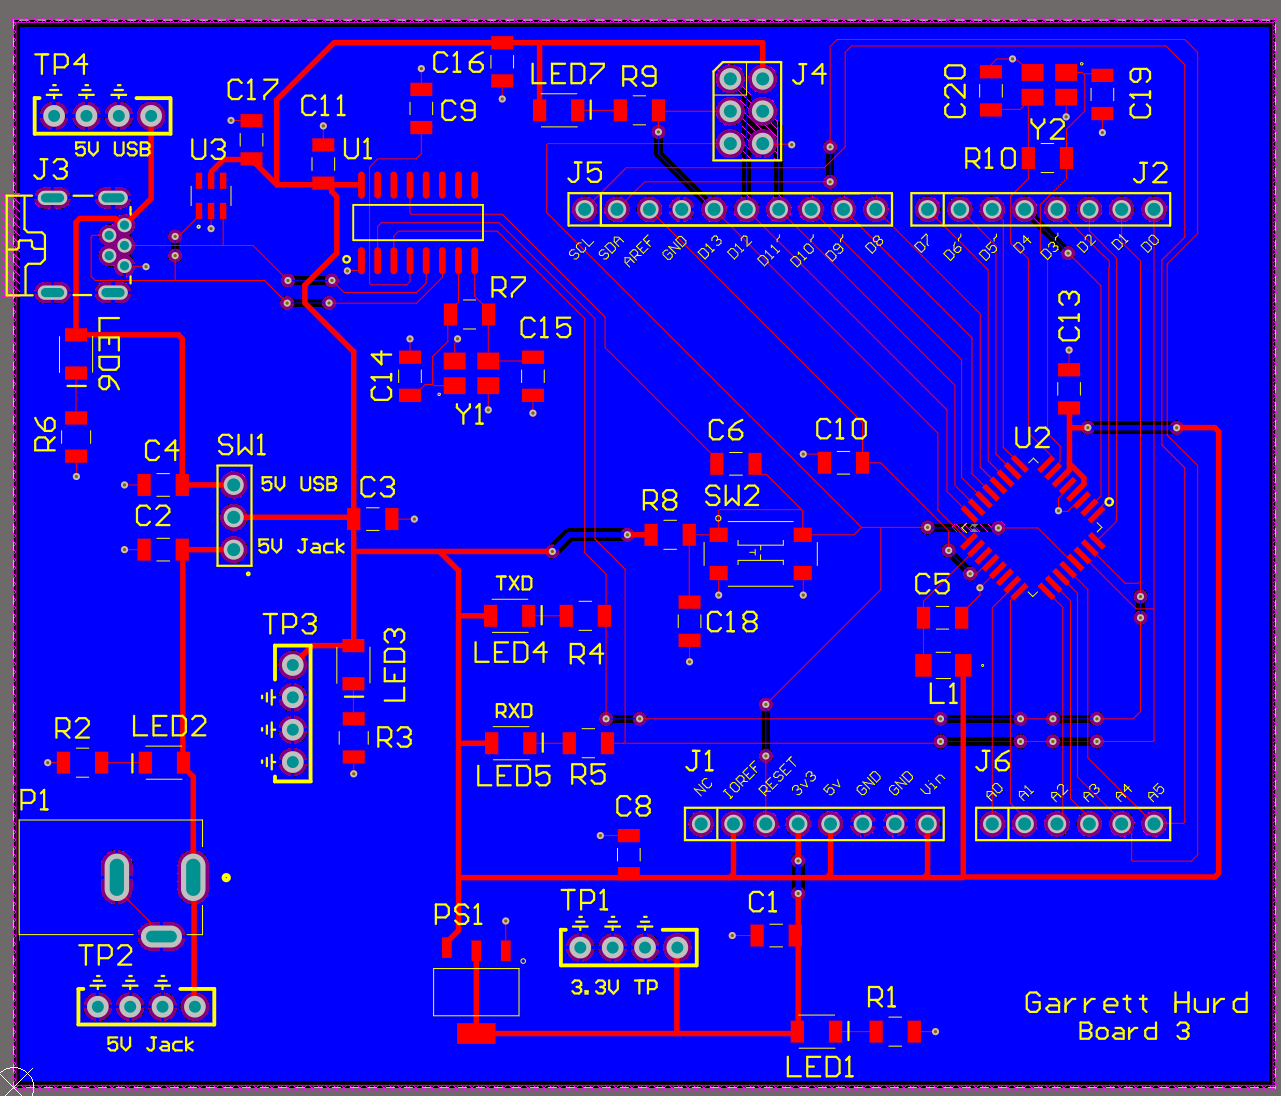 TP4
C17
C11
C16
C9
LED7
R9
J4
C20
C19
Y2
5V USB
U3
U1
R10
J3
J5
J2
SCL
SDA
AREF
GND
D13
D12
D11~
D10~
D9~
D8
D7
D6~
D5~
D4
D3~
D2
D1
D0
R7
LED6
C15
C13
C14
Y1
R6
C4
SW1
C6
C10
U2
5V USB
C3
R8
SW2
C2
5V Jack
TXD
C5
TP3
LED3
LED4
R4
C18
L1
RXD
R2
LED2
R3
LED5
R5
J1
J6
NC
IOREF
RESET
3v3
5v
GND
GND
Vin
A0
A1
A2
A3
A4
A5
P1
C8
PS1
TP1
C1
TP2
3.3V TP
R1
Garrett Hurd
Board 3
5V Jack
LED1